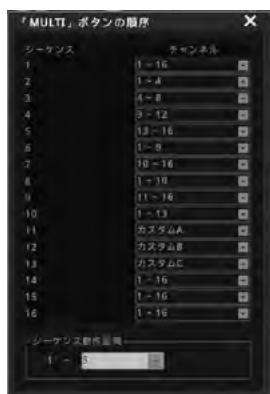 「MULTI」ボタンの順序
シーケンス チャンネル
1 1 - 16
2 1 - 4
3 4 - 8
4 9 - 12
5 13 - 16
6 1 - 9
7 10 - 16
8 1 - 10
9 11 - 16
10 1 - 13
11 カスタムA
12 カスタムB
13 カスタムC
14 1 - 16
15 1 - 16
16 1 - 16
シーケンス動作
1 -